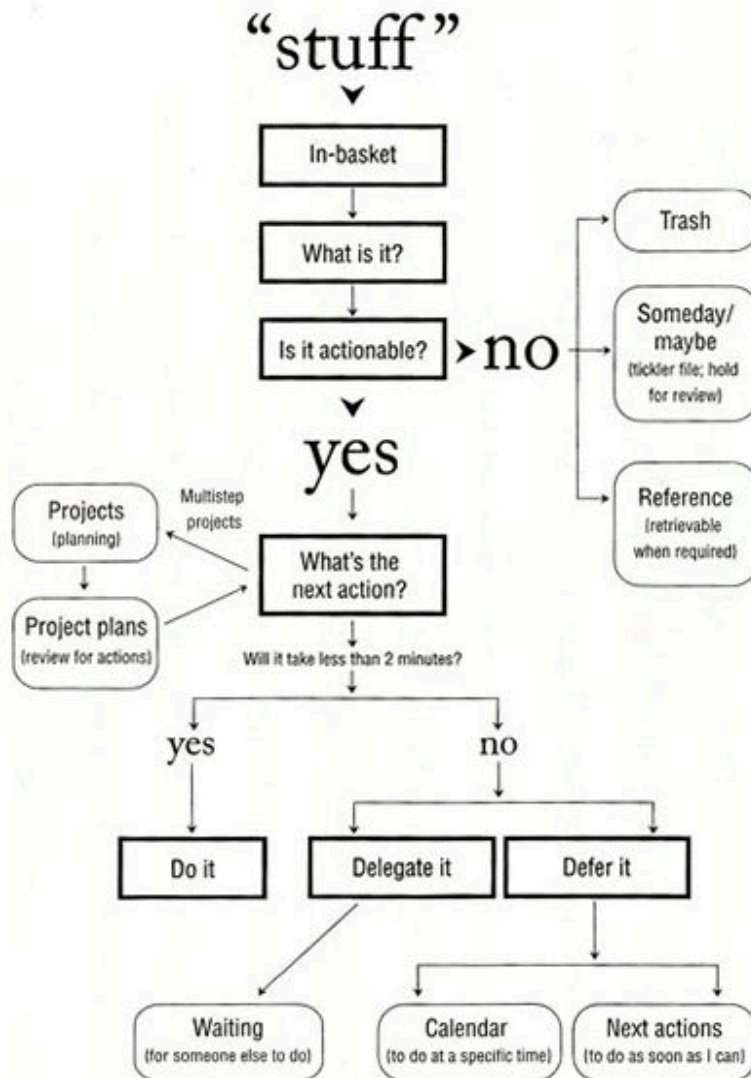 “stuff”
In-basket
What is it?
Is it actionable?
no
Trash
Someday/
maybe
(tickler file; hold
for review)
Reference
(retrievable
when required)
yes
Multistep
projects
Projects
(planning)
Project plans
(review for actions)
What's the
next action?
Will it take less than 2 minutes?
yes
no
Do it
Delegate it
Defer it
Waiting
(for someone else to do)
Calendar
(to do at a specific time)
Next actions
(to do as soon as I can)